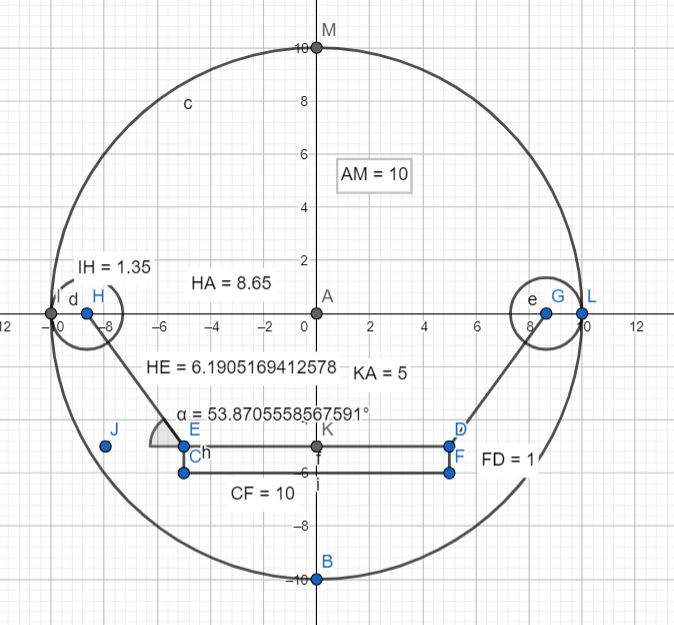 M
10
c
8
6
AM = 10
4
2
IH = 1.35
HA = 8.65
I d H A e G L
12 −10 −8 −6 −4 −2 0 2 4 6 8 10 12
HE = 6.1905169412578
KA = 5
α = 53.8705558567591°
J E K D
C h f F
FD = 1
−6
i
CF = 10
−8
B
−10